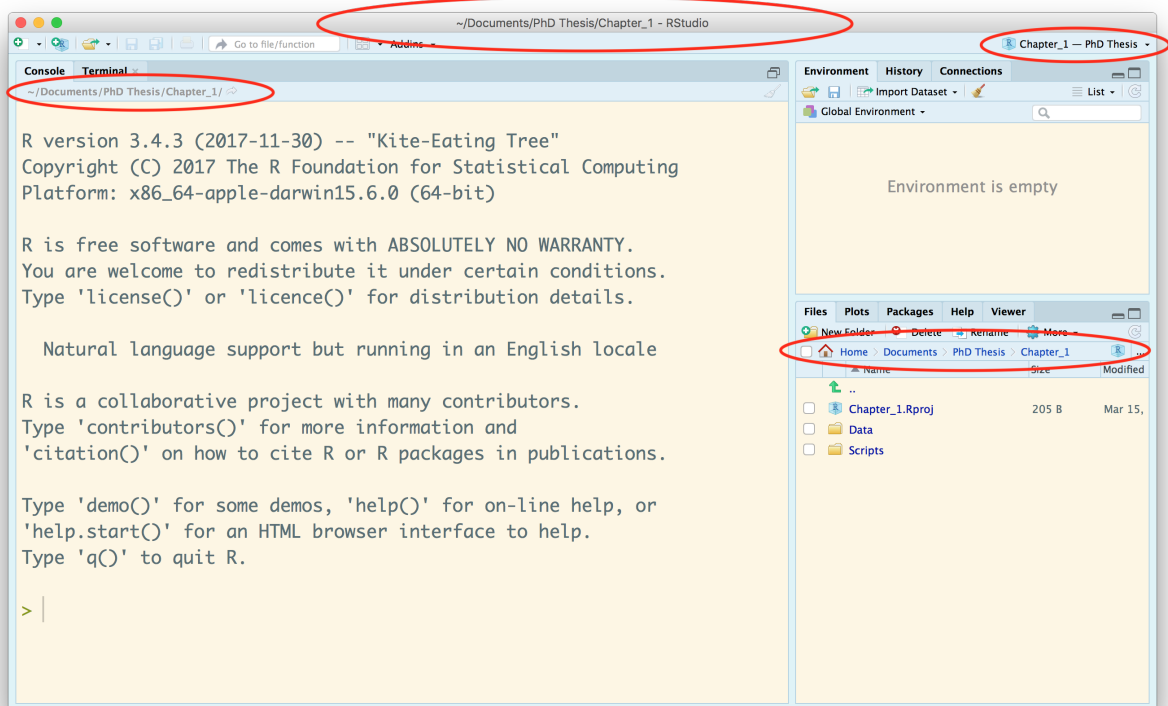 ~/Documents/PhD Thesis/Chapter_1 - RStudio
Go to file/function
Addins
Chapter_1 — PhD Thesis
Console Terminal
~/Documents/PhD Thesis/Chapter_1/
R version 3.4.3 (2017-11-30) -- "Kite-Eating Tree"
Copyright (C) 2017 The R Foundation for Statistical Computing
Platform: x86_64-apple-darwin15.6.0 (64-bit)
R is free software and comes with ABSOLUTELY NO WARRANTY.
You are welcome to redistribute it under certain conditions.
Type 'license()' or 'licence()' for distribution details.
Natural language support but running in an English locale
R is a collaborative project with many contributors.
Type 'contributors()' for more information and
'citation()' on how to cite R or R packages in publications.
Type 'demo()' for some demos, 'help()' for on-line help, or
'help.start()' for an HTML browser interface to help.
Type 'q()' to quit R.
>
Environment History Connections
Import Dataset List
Global Environment
Environment is empty
Files Plots Packages Help Viewer
New Folder Delete Rename More
Home > Documents > PhD Thesis > Chapter_1 ...
Name Size Modified
..
Chapter_1.Rproj 205 B Mar 15,
Data
Scripts